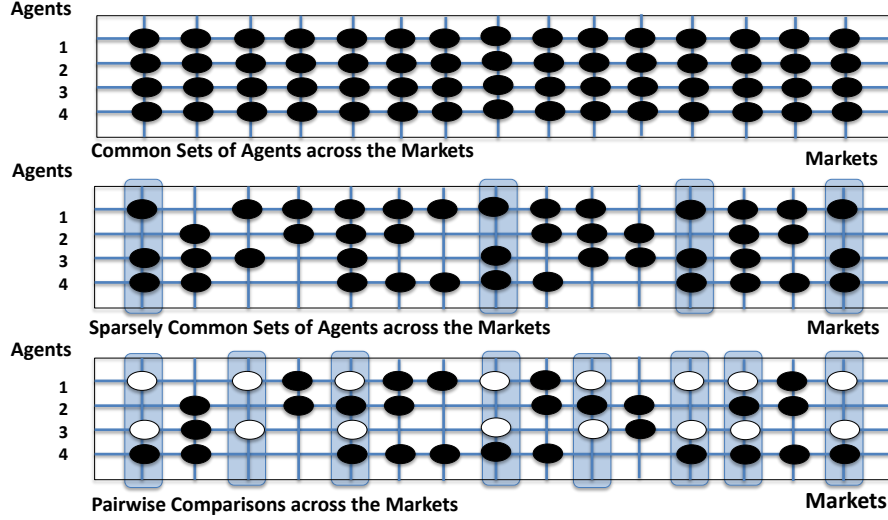 Agents
1
2
3
4
Common Sets of Agents across the Markets
Markets
Agents
1
2
3
4
Sparsely Common Sets of Agents across the Markets
Markets
Agents
1
2
3
4
Pairwise Comparisons across the Markets
Markets